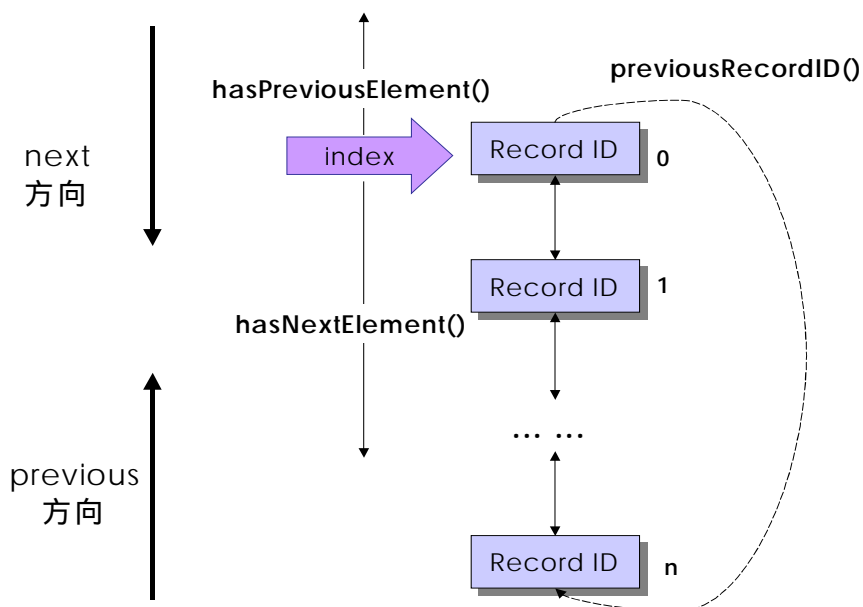 previousRecordID()
hasPreviousElement()
next
方向
index
Record ID
0
Record ID
1
hasNextElement()
... ...
previous
方向
Record ID
n